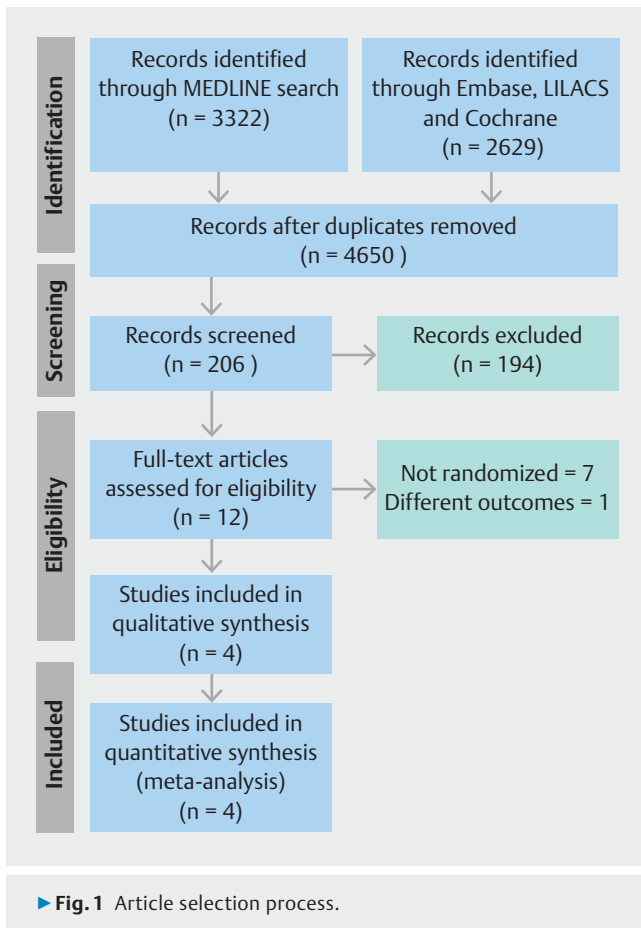 Identification
Records identified
through MEDLINE search
(n = 3322)
Records identified
through Embase, LILACS
and Cochrane
(n = 2629)
Records after duplicates removed
(n = 4650 )
Screening
Records screened
(n = 206 )
Records excluded
(n = 194)
Eligibility
Full-text articles
assessed for eligibility
(n = 12)
Not randomized = 7
Different outcomes = 1
Studies included in
qualitative synthesis
(n = 4)
Included
Studies included in
quantitative synthesis
(meta-analysis)
(n = 4)
▶ Fig. 1 Article selection process.